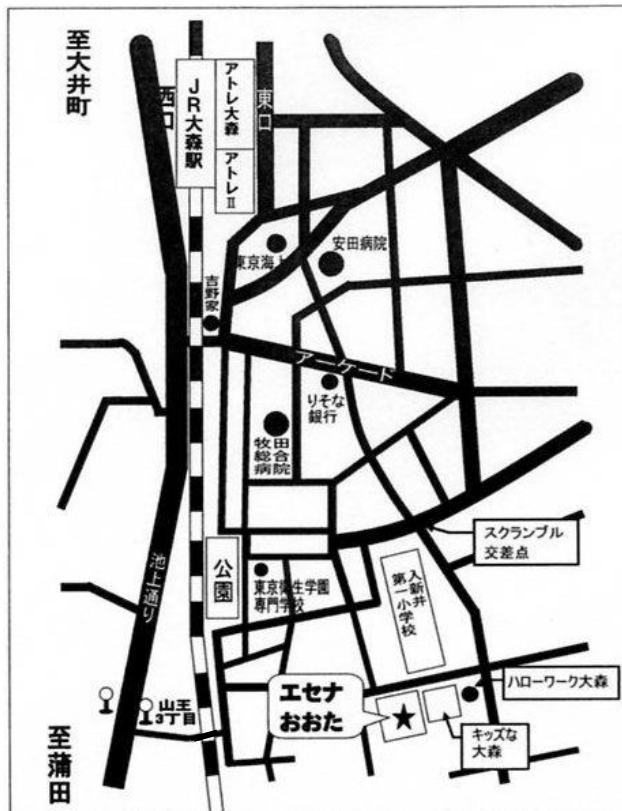 至大井町
西口
JR大森駅
アトレ大森
アトレⅡ
東口
東京海上
安田病院
吉野家
アーケード
りそな
銀行
牧田
総合
病院
スクランブル
交差点
池上通り
公園
東京衛生学園
専門学校
入新井
第一小学校
ハローワーク大森
エセナ
おおた
キッズな
大森
山王
3丁目
至蒲田